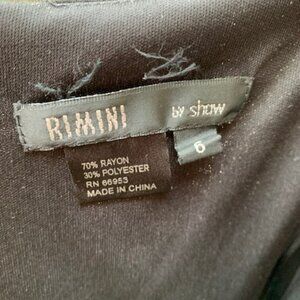 RIMINI by shaw
6
70% RAYON
30% POLYESTER
RN 66953
MADE IN CHINA